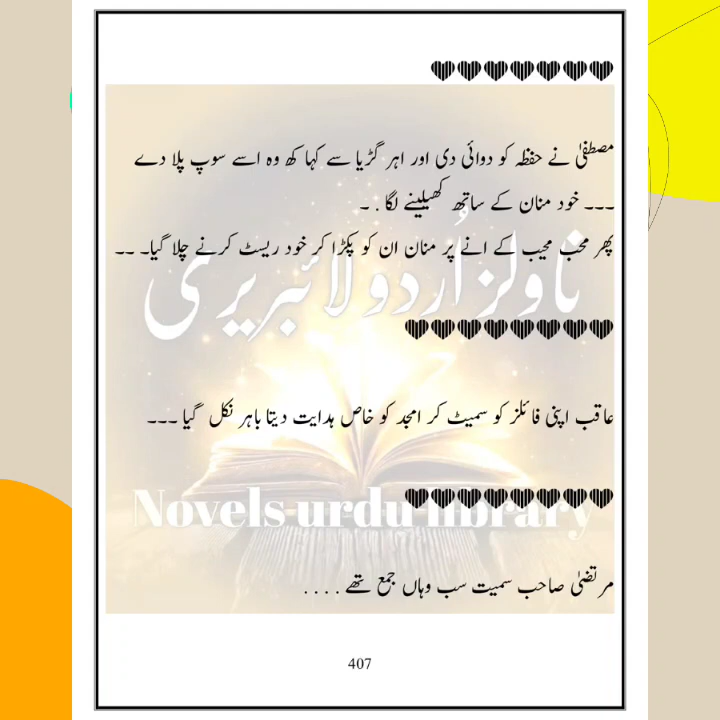 مصطفیٰ نے حفظہ کو دوائی دی اور اہر گڑیا سے کہا کھ وہ اسے سوپ پلا دے
--- خود منان کے ساتھ کھیلینے لگا . ۔
پھر محب مجیب کے انے پر منان ان کو پکڑا کر خود ریسٹ کرنے چلا گیا۔ --
ناولز اُردو لائبریری
عاقب اپنی فائلز کو سمیٹ کر امجد کو خاص ہدایت دیتا باہر نکل گیا ---
Novels urdu library
مرتضیٰ صاحب سمیت سب وہاں جمع تھے . . . .
407